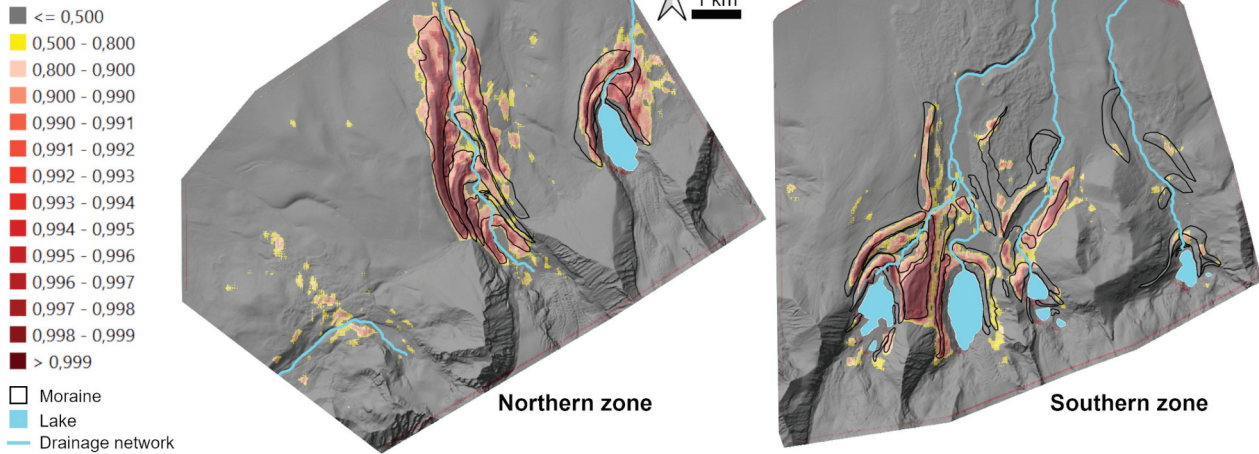 <= 0,500
0,500 - 0,800
0,800 - 0,900
0,900 - 0,990
0,990 - 0,991
0,991 - 0,992
0,992 - 0,993
0,993 - 0,994
0,994 - 0,995
0,995 - 0,996
0,996 - 0,997
0,997 - 0,998
0,998 - 0,999
> 0,999
Moraine
Lake
Drainage network
1 km
Northern zone
Southern zone